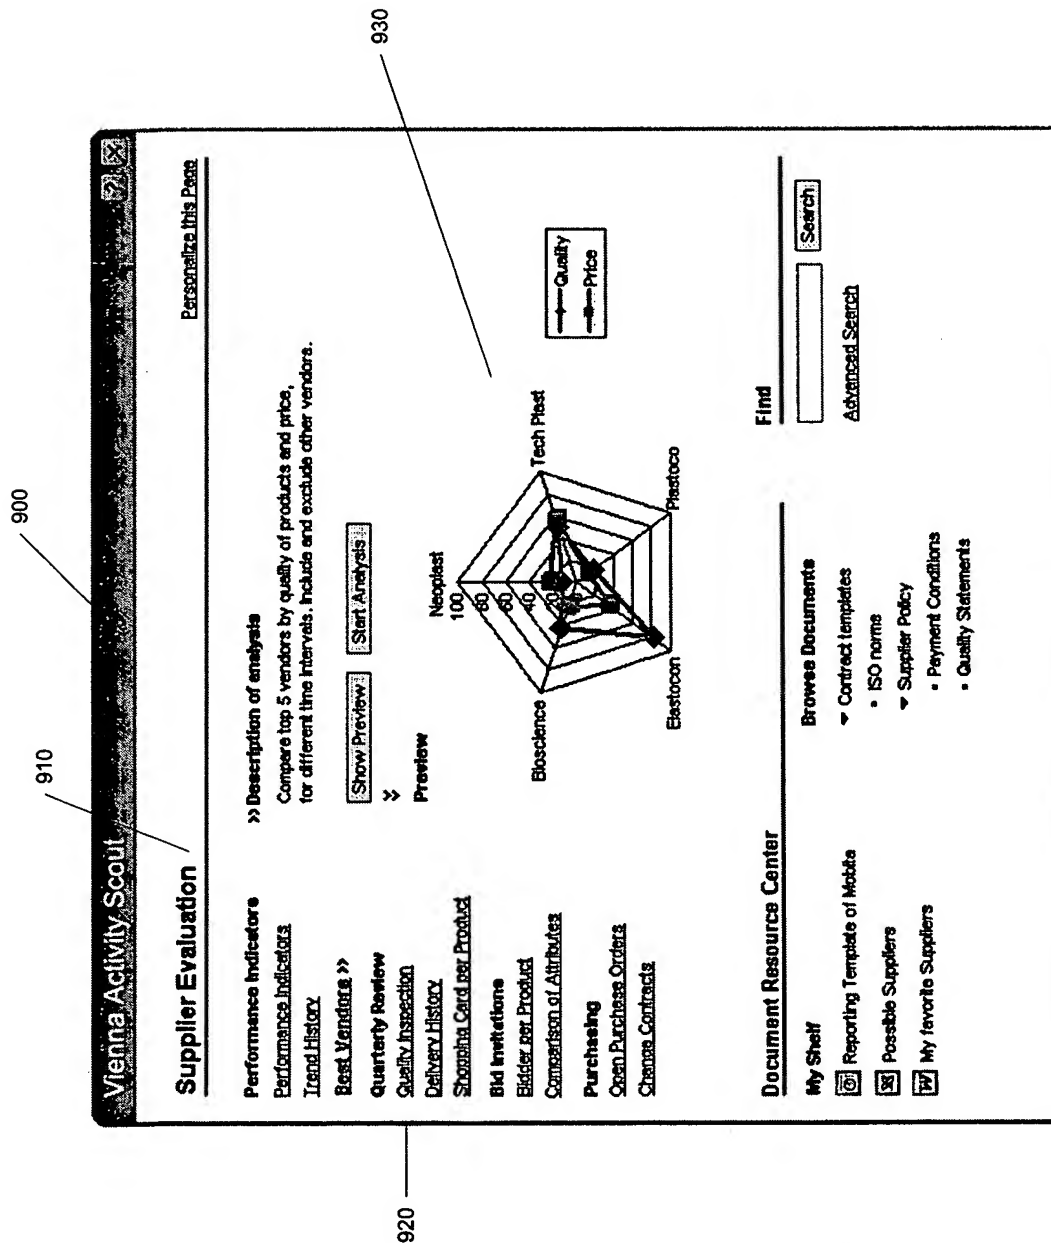 900
910
920
930
Vienna Activity Scout
? X
Supplier Evaluation
Personalize this Page
Performance Indicators
Performance Indicators
Trend History
Best Vendors >>
Quarterly Review
Quality Inspection
Delivery History
Shopping Card per Product
Bid Invitations
Bidder per Product
Comparison of Attributes
Purchasing
Open Purchase Orders
Change Contracts
>> Description of analysis
Compare top 5 vendors by quality of products and price,
for different time intervals. Include and exclude other vendors.
Show Preview
Start Analysis
Preview
Neoplast
100
80
60
40
20
Tech Plast
Plastoco
Elastocon
Bioscience
Quality
Price
Document Resource Center
My Shelf
Reporting Template of Mobita
Possible Suppliers
My favorite Suppliers
Browse Documents
Contract templates
ISO norms
Supplier Policy
Payment Conditions
Quality Statements
Find
Search
Advanced Search